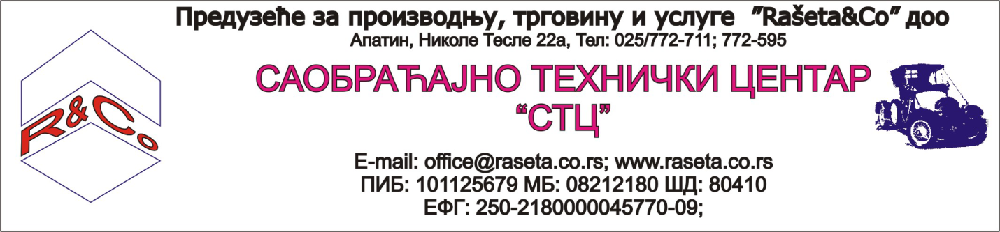 Предузеће за производњу, трговину и услуге ”Rašeta&Co” доо
Апатин, Николе Тесле 22а, Тел: 025/772-711; 772-595
САОБРАЋАЈНО ТЕХНИЧКИ ЦЕНТАР
“СТЦ”
R&Co
E-mail: office@raseta.co.rs; www.raseta.co.rs
ПИБ: 101125679 МБ: 08212180 ШД: 80410
ЕФГ: 250-2180000045770-09;